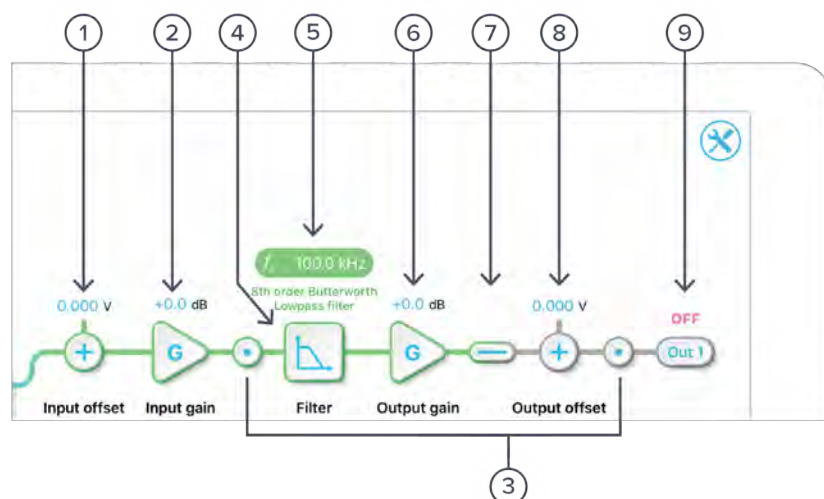 1 2 4 5 6 7 8 9
100.0 kHz
8th order Butterworth
Lowpass filter
0.000 V +0.0 dB +0.0 dB 0.000 V OFF
G G Out 1
Input offset Input gain Filter Output gain Output offset
3